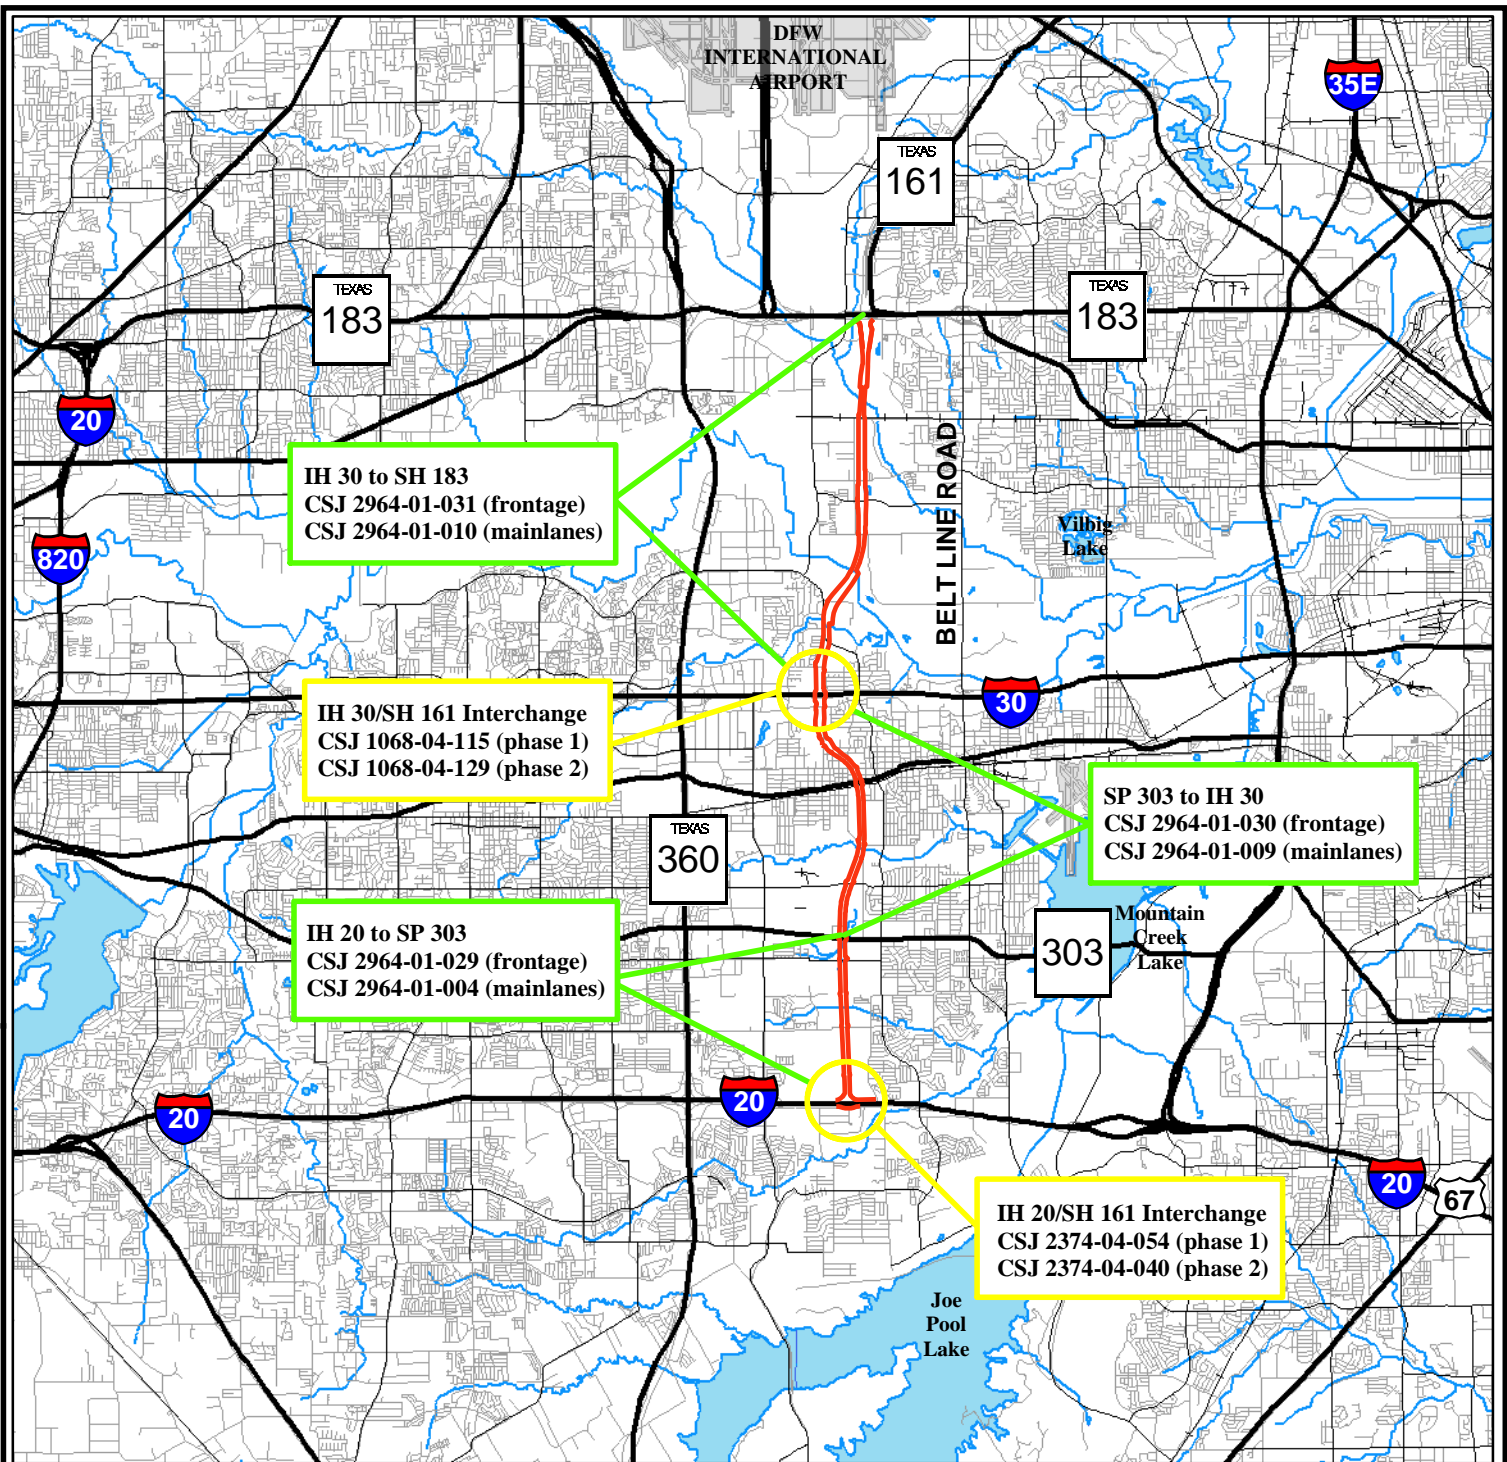 DFW
INTERNATIONAL
AIRPORT
35E
TEXAS
161
TEXAS
183
TEXAS
183
20
IH 30 to SH 183
CSJ 2964-01-031 (frontage)
CSJ 2964-01-010 (mainlanes)
BELT LINE ROAD
Vilbig
Lake
820
IH 30/SH 161 Interchange
CSJ 1068-04-115 (phase 1)
CSJ 1068-04-129 (phase 2)
30
SP 303 to IH 30
CSJ 2964-01-030 (frontage)
CSJ 2964-01-009 (mainlanes)
TEXAS
360
IH 20 to SP 303
CSJ 2964-01-029 (frontage)
CSJ 2964-01-004 (mainlanes)
303
Mountain
Creek
Lake
20
20
20
67
IH 20/SH 161 Interchange
CSJ 2374-04-054 (phase 1)
CSJ 2374-04-040 (phase 2)
Joe
Pool
Lake